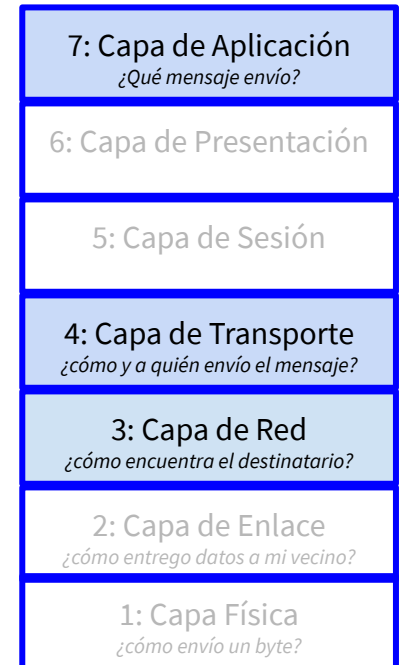 7: Capa de Aplicación
¿Qué mensaje envío?
6: Capa de Presentación
5: Capa de Sesión
4: Capa de Transporte
¿cómo y a quién envío el mensaje?
3: Capa de Red
¿cómo encuentra el destinatario?
2: Capa de Enlace
¿cómo entrego datos a mi vecino?
1: Capa Física
¿cómo envío un byte?